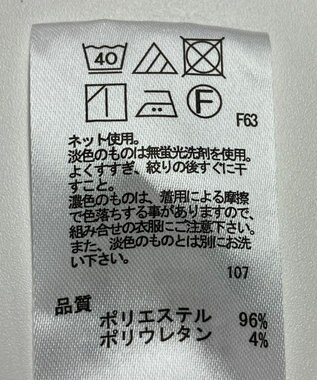 40
F
F63
ネット使用。
淡色のものは無蛍光洗剤を使用。
よくすすぎ、絞りの後すぐに干
すこと。
濃色のものは、着用による摩擦
で色落ちする事がありますので、
組み合せの衣服にご注意下さい。
また、淡色のものとは別にお洗
い下さい。
107
品質
ポリエステル 96%
ポリウレタン 4%